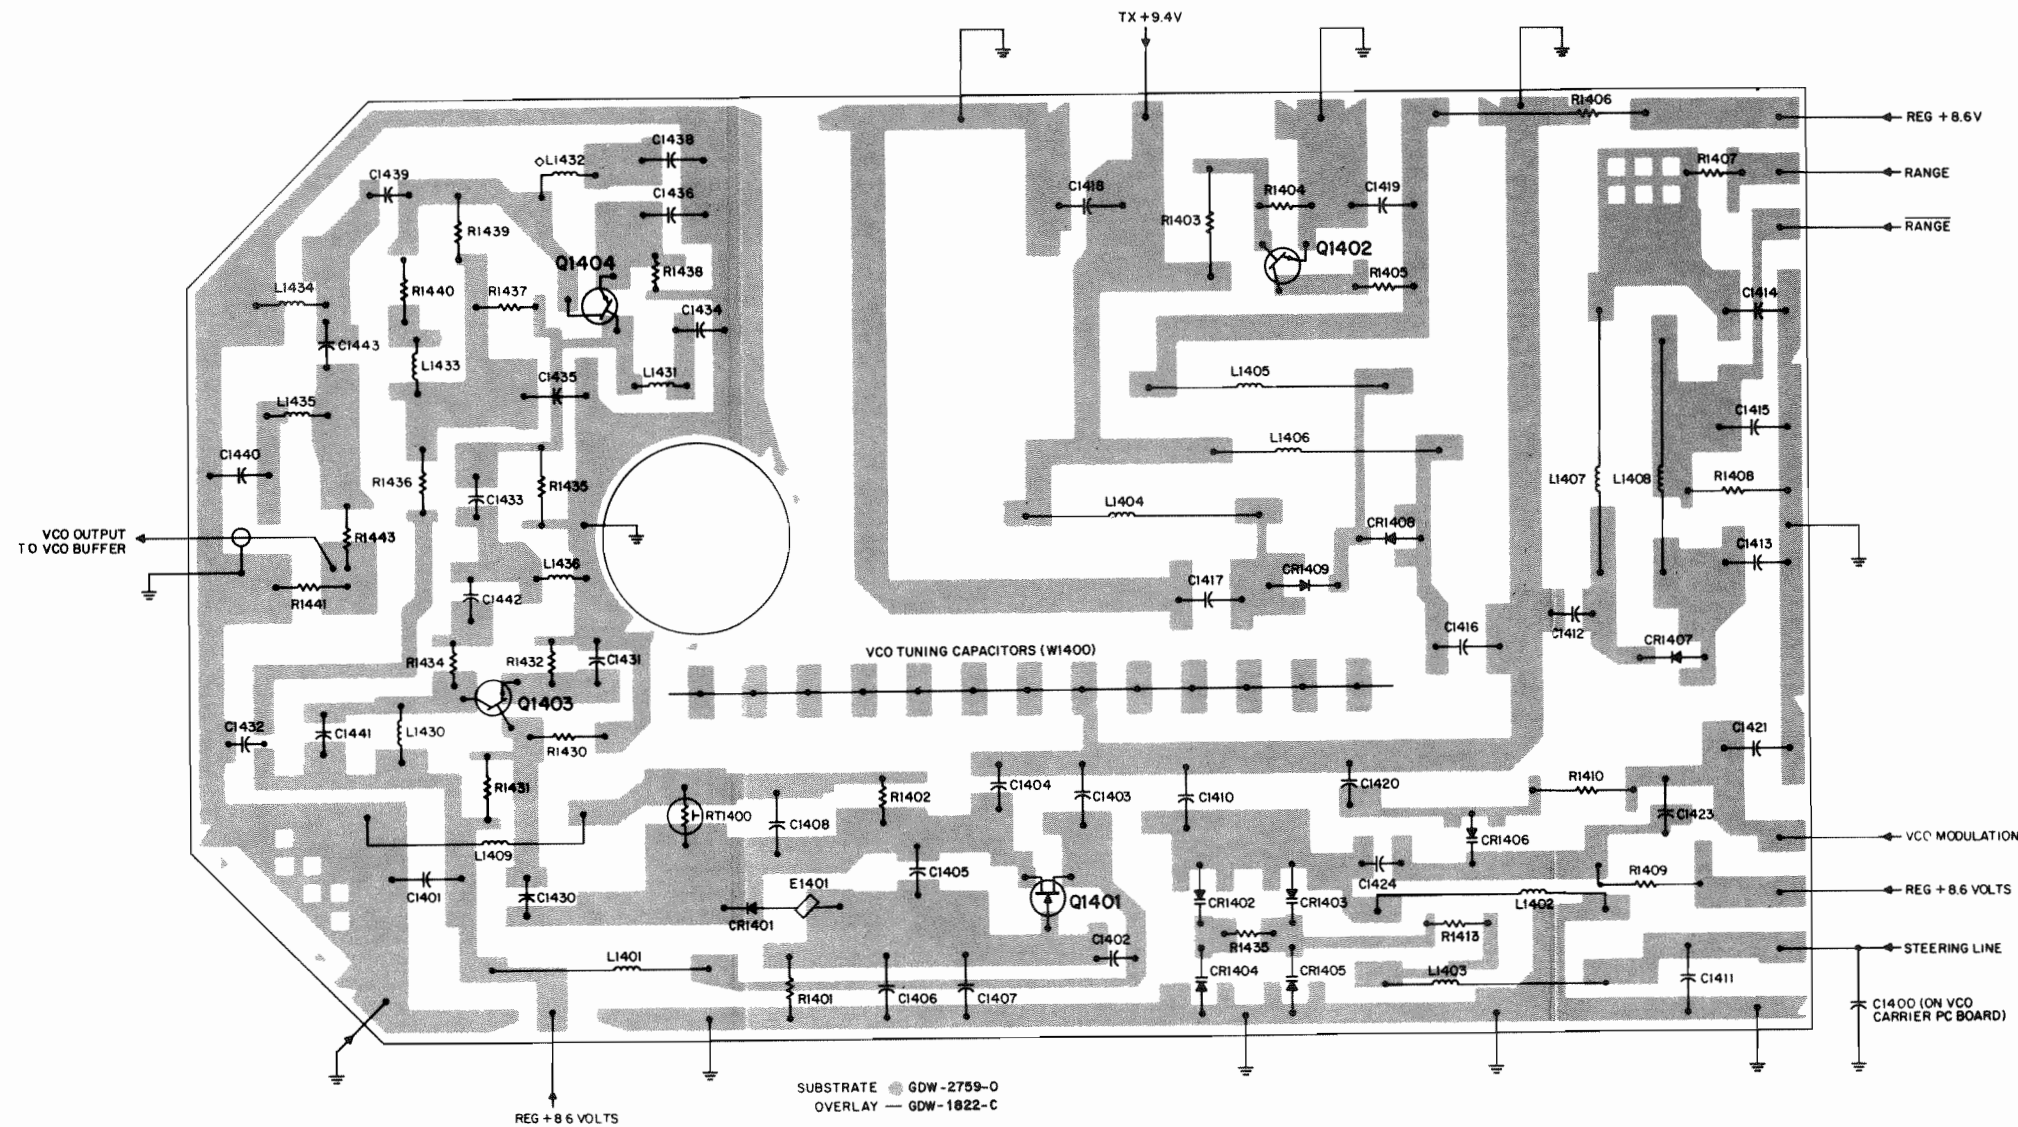 TX +9.4V
R1406
REG +8.6V
C1438
L1432
R1407
RANGE
C1439
C1436
C1418
R1404
C1419
R1403
R1439
RANGE
Q1402
Q1404
R1438
R1405
L1434
R1440
R1437
C1414
C1434
C1443
L1433
L1431
L1405
C1435
L1435
C1415
L1406
C1440
R1436
R1435
L1407
L1408
R1408
C1433
L1404
CR1408
VCO OUTPUT
TO VCO BUFFER
R1443
C1413
L1436
CR1409
C1417
R1441
C1442
C1416
C1412
CR1407
VCO TUNING CAPACITORS (W1400)
R1434
R1432
C1431
Q1403
C1432
C1441
L1430
R1430
C1421
R1431
R1402
C1404
C1403
C1410
C1420
R1410
RT1400
C1408
C1423
VCO MODULATION
L1409
CR1406
C1405
C1424
R1409
C1401
C1430
E1401
Q1401
CR1402
CR1403
L1402
REG +8.6 VOLTS
CR1401
R1435
R1413
C1402
STEERING LINE
L1401
CR1404
CR1405
L1403
C1411
R1401
C1406
C1407
C1400 (ON VCO
CARRIER PC BOARD)
SUBSTRATE GDW-2759-O
OVERLAY — GDW-1822-C
REG +8 6 VOLTS